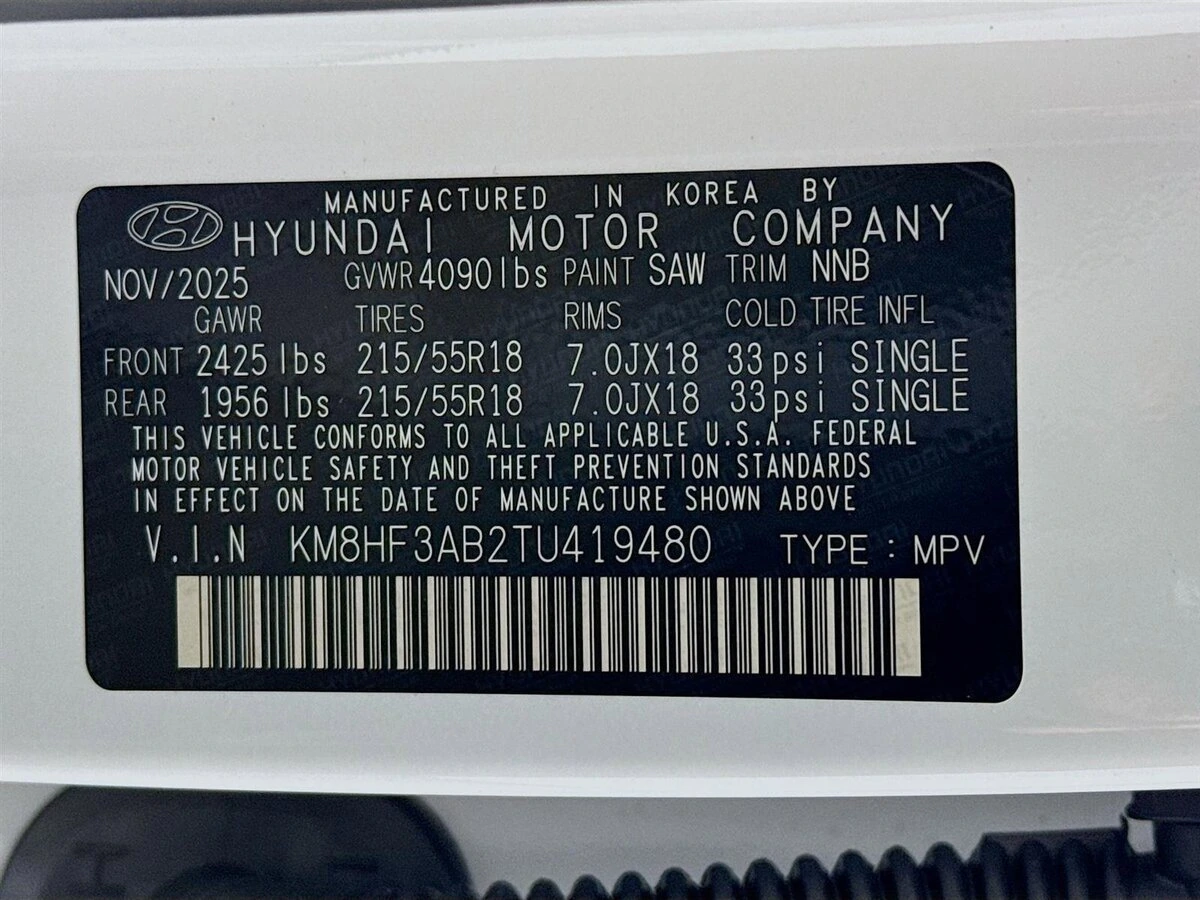 MANUFACTURED IN KOREA BY
HYUNDAI MOTOR COMPANY
NOV/2025 GVWR 4090lbs PAINT SAW TRIM NNB
GAWR TIRES RIMS COLD TIRE INFL
FRONT 2425 lbs 215/55R18 7.0JX18 33psi SINGLE
REAR 1956 lbs 215/55R18 7.0JX18 33psi SINGLE
THIS VEHICLE CONFORMS TO ALL APPLICABLE U.S.A. FEDERAL
MOTOR VEHICLE SAFETY AND THEFT PREVENTION STANDARDS
IN EFFECT ON THE DATE OF MANUFACTURE SHOWN ABOVE
V.I.N KM8HF3AB2TU419480 TYPE : MPV